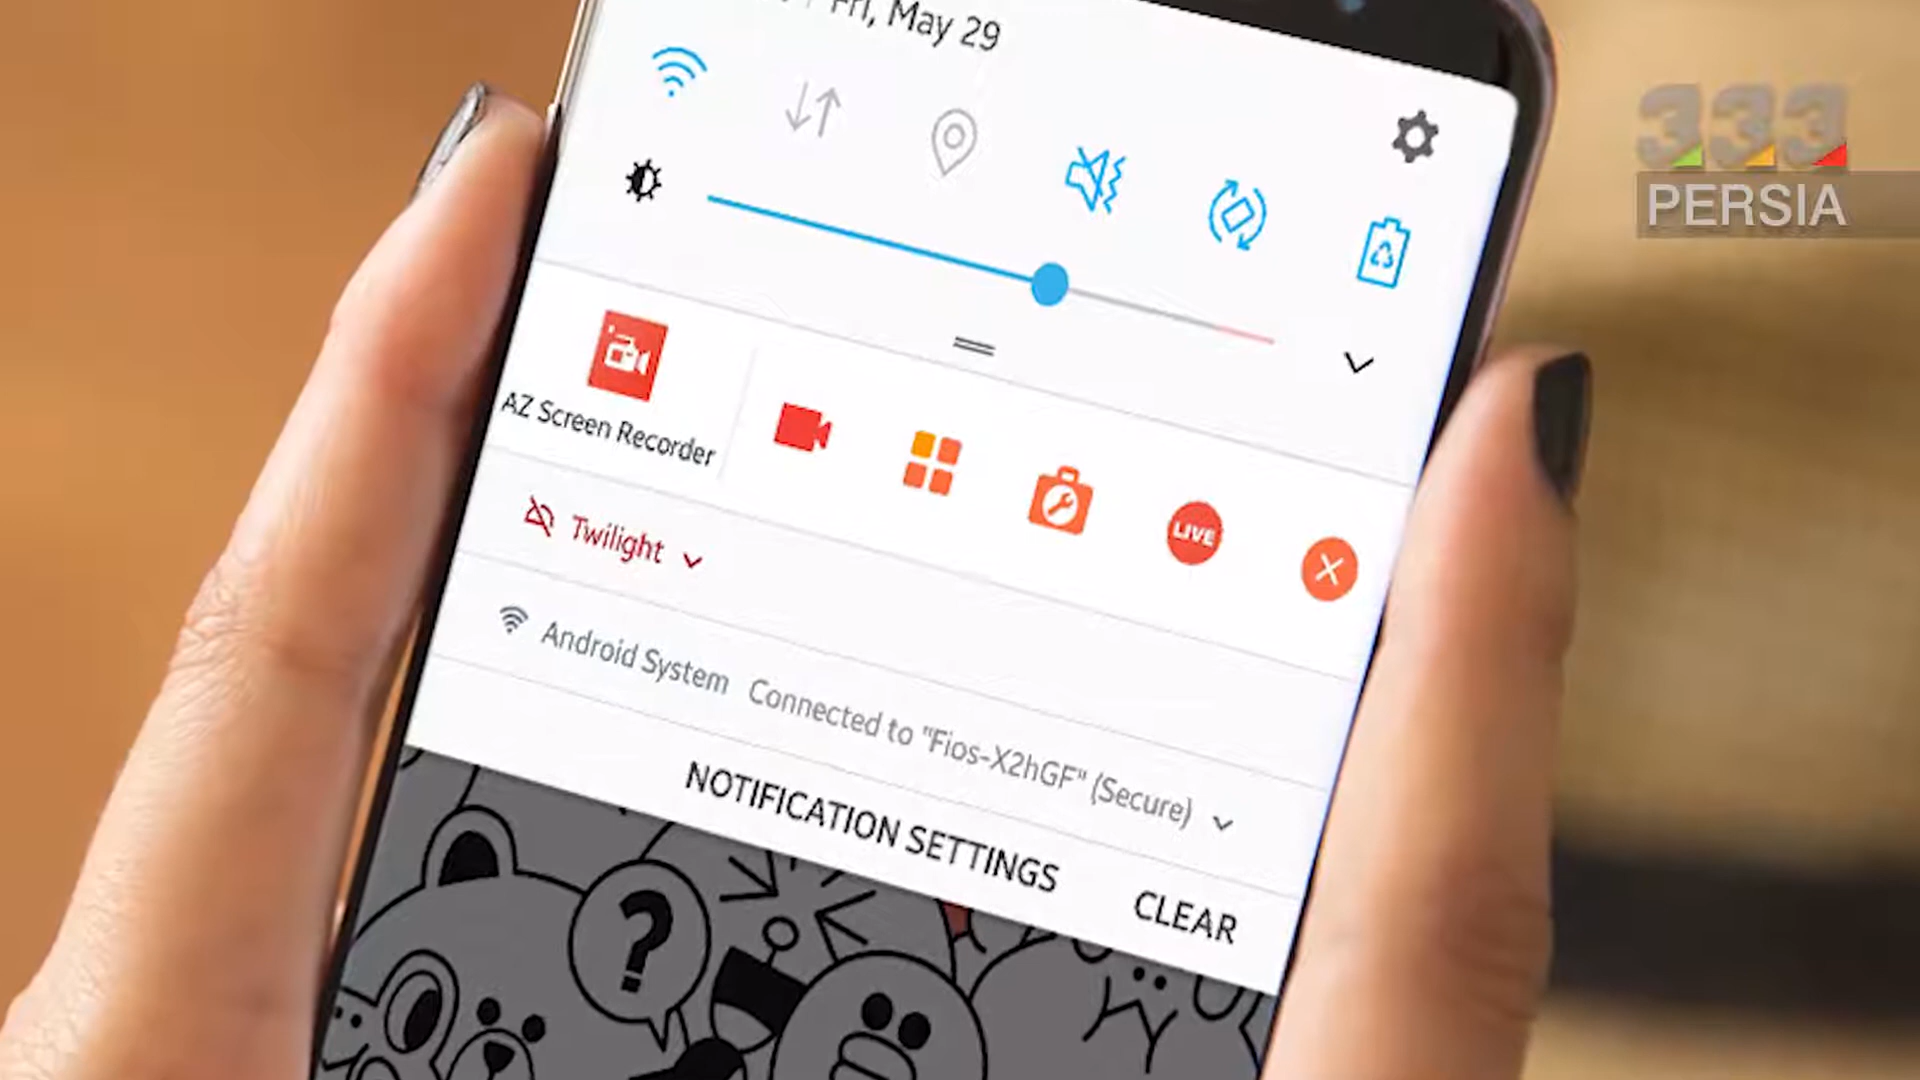 Fri, May 29
333
PERSIA
AZ Screen Recorder
LIVE
Twilight
Android System Connected to "Fios-X2hGF" (Secure)
NOTIFICATION SETTINGS
CLEAR
?